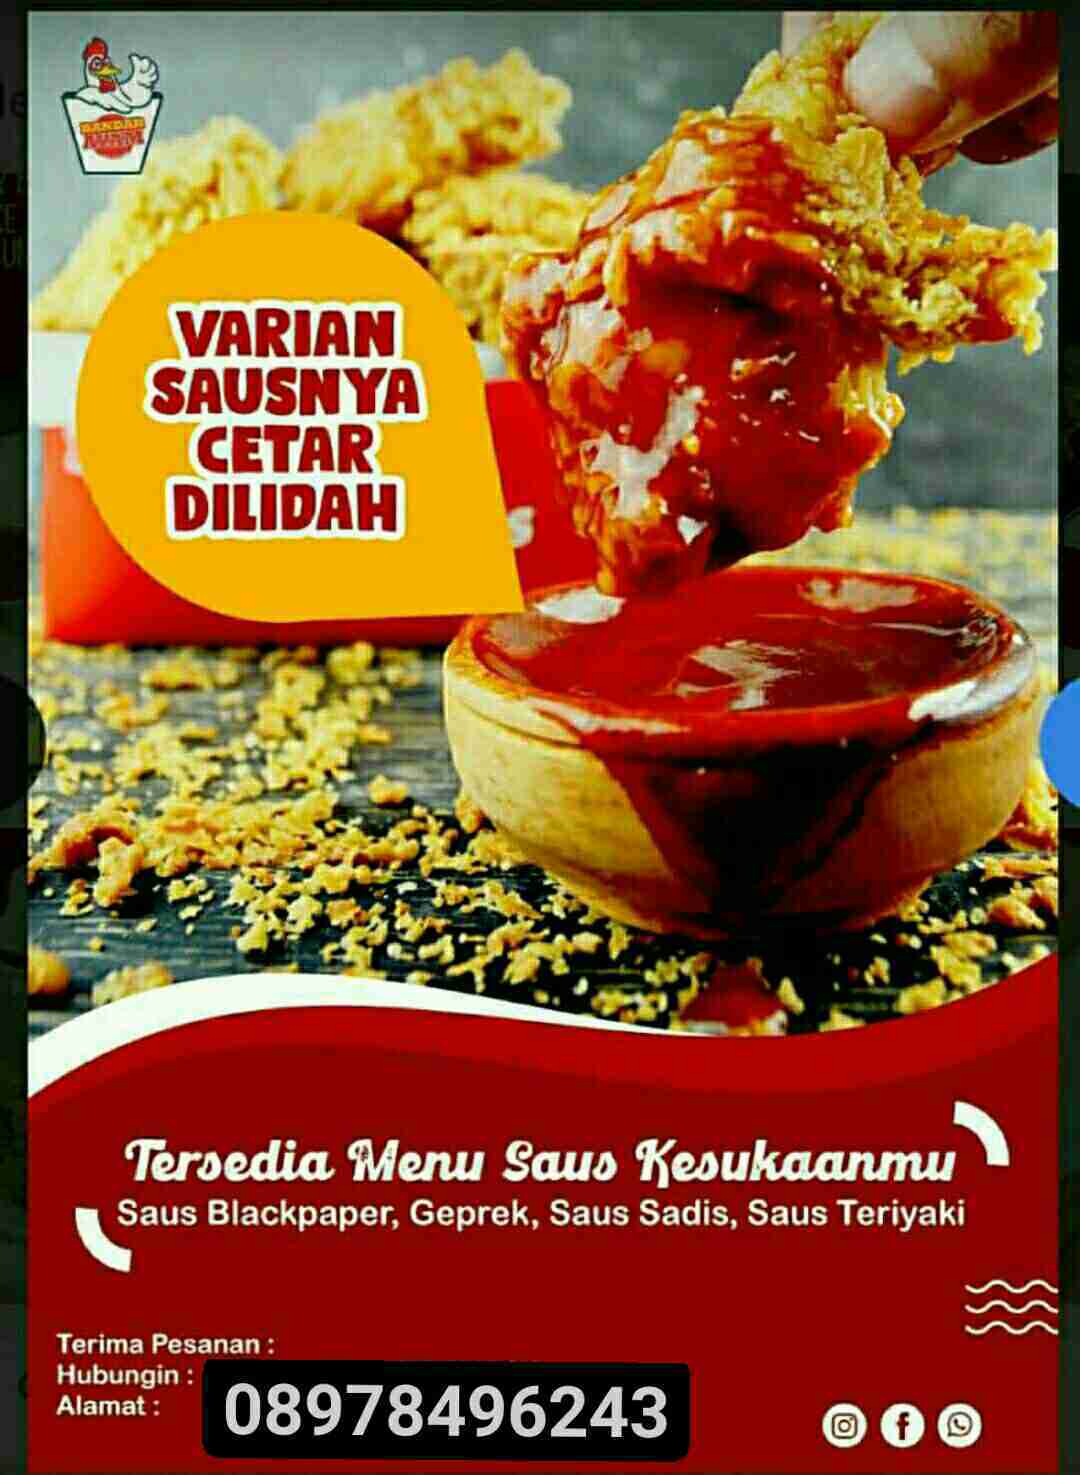 BANDAR
VARIAN
SAUSNYA
CETAR
DILIDAH
Tersedia Menu Saus Kesukaanmu
Saus Blackpaper, Geprek, Saus Sadis, Saus Teriyaki
Terima Pesanan :
Hubungin :
Alamat :
08978496243